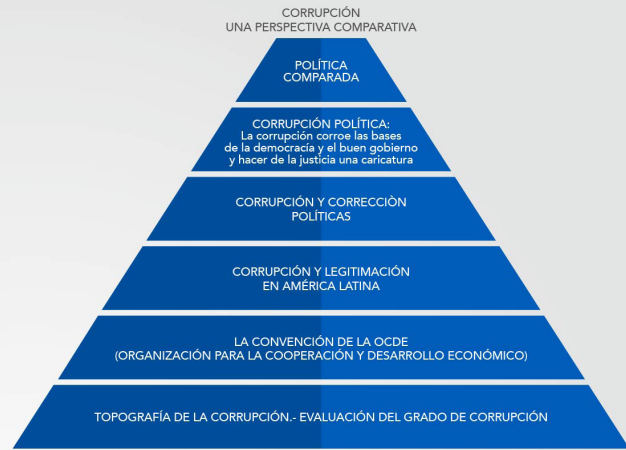 CORRUPCIÓN
UNA PERSPECTIVA COMPARATIVA
POLÍTICA
COMPARADA
CORRUPCIÓN POLÍTICA:
La corrupción corroe las bases
de la democracía y el buen gobierno
y hacer de la justicia una caricatura
CORRUPCIÓN Y CORRECCIÒN
POLÍTICAS
CORRUPCIÓN Y LEGITIMACIÓN
EN AMÉRICA LATINA
LA CONVENCIÓN DE LA OCDE
(ORGANIZACIÓN PARA LA COOPERACIÓN Y DESARROLLO ECONÓMICO)
TOPOGRAFÍA DE LA CORRUPCIÓN.- EVALUACIÓN DEL GRADO DE CORRUPCIÓN